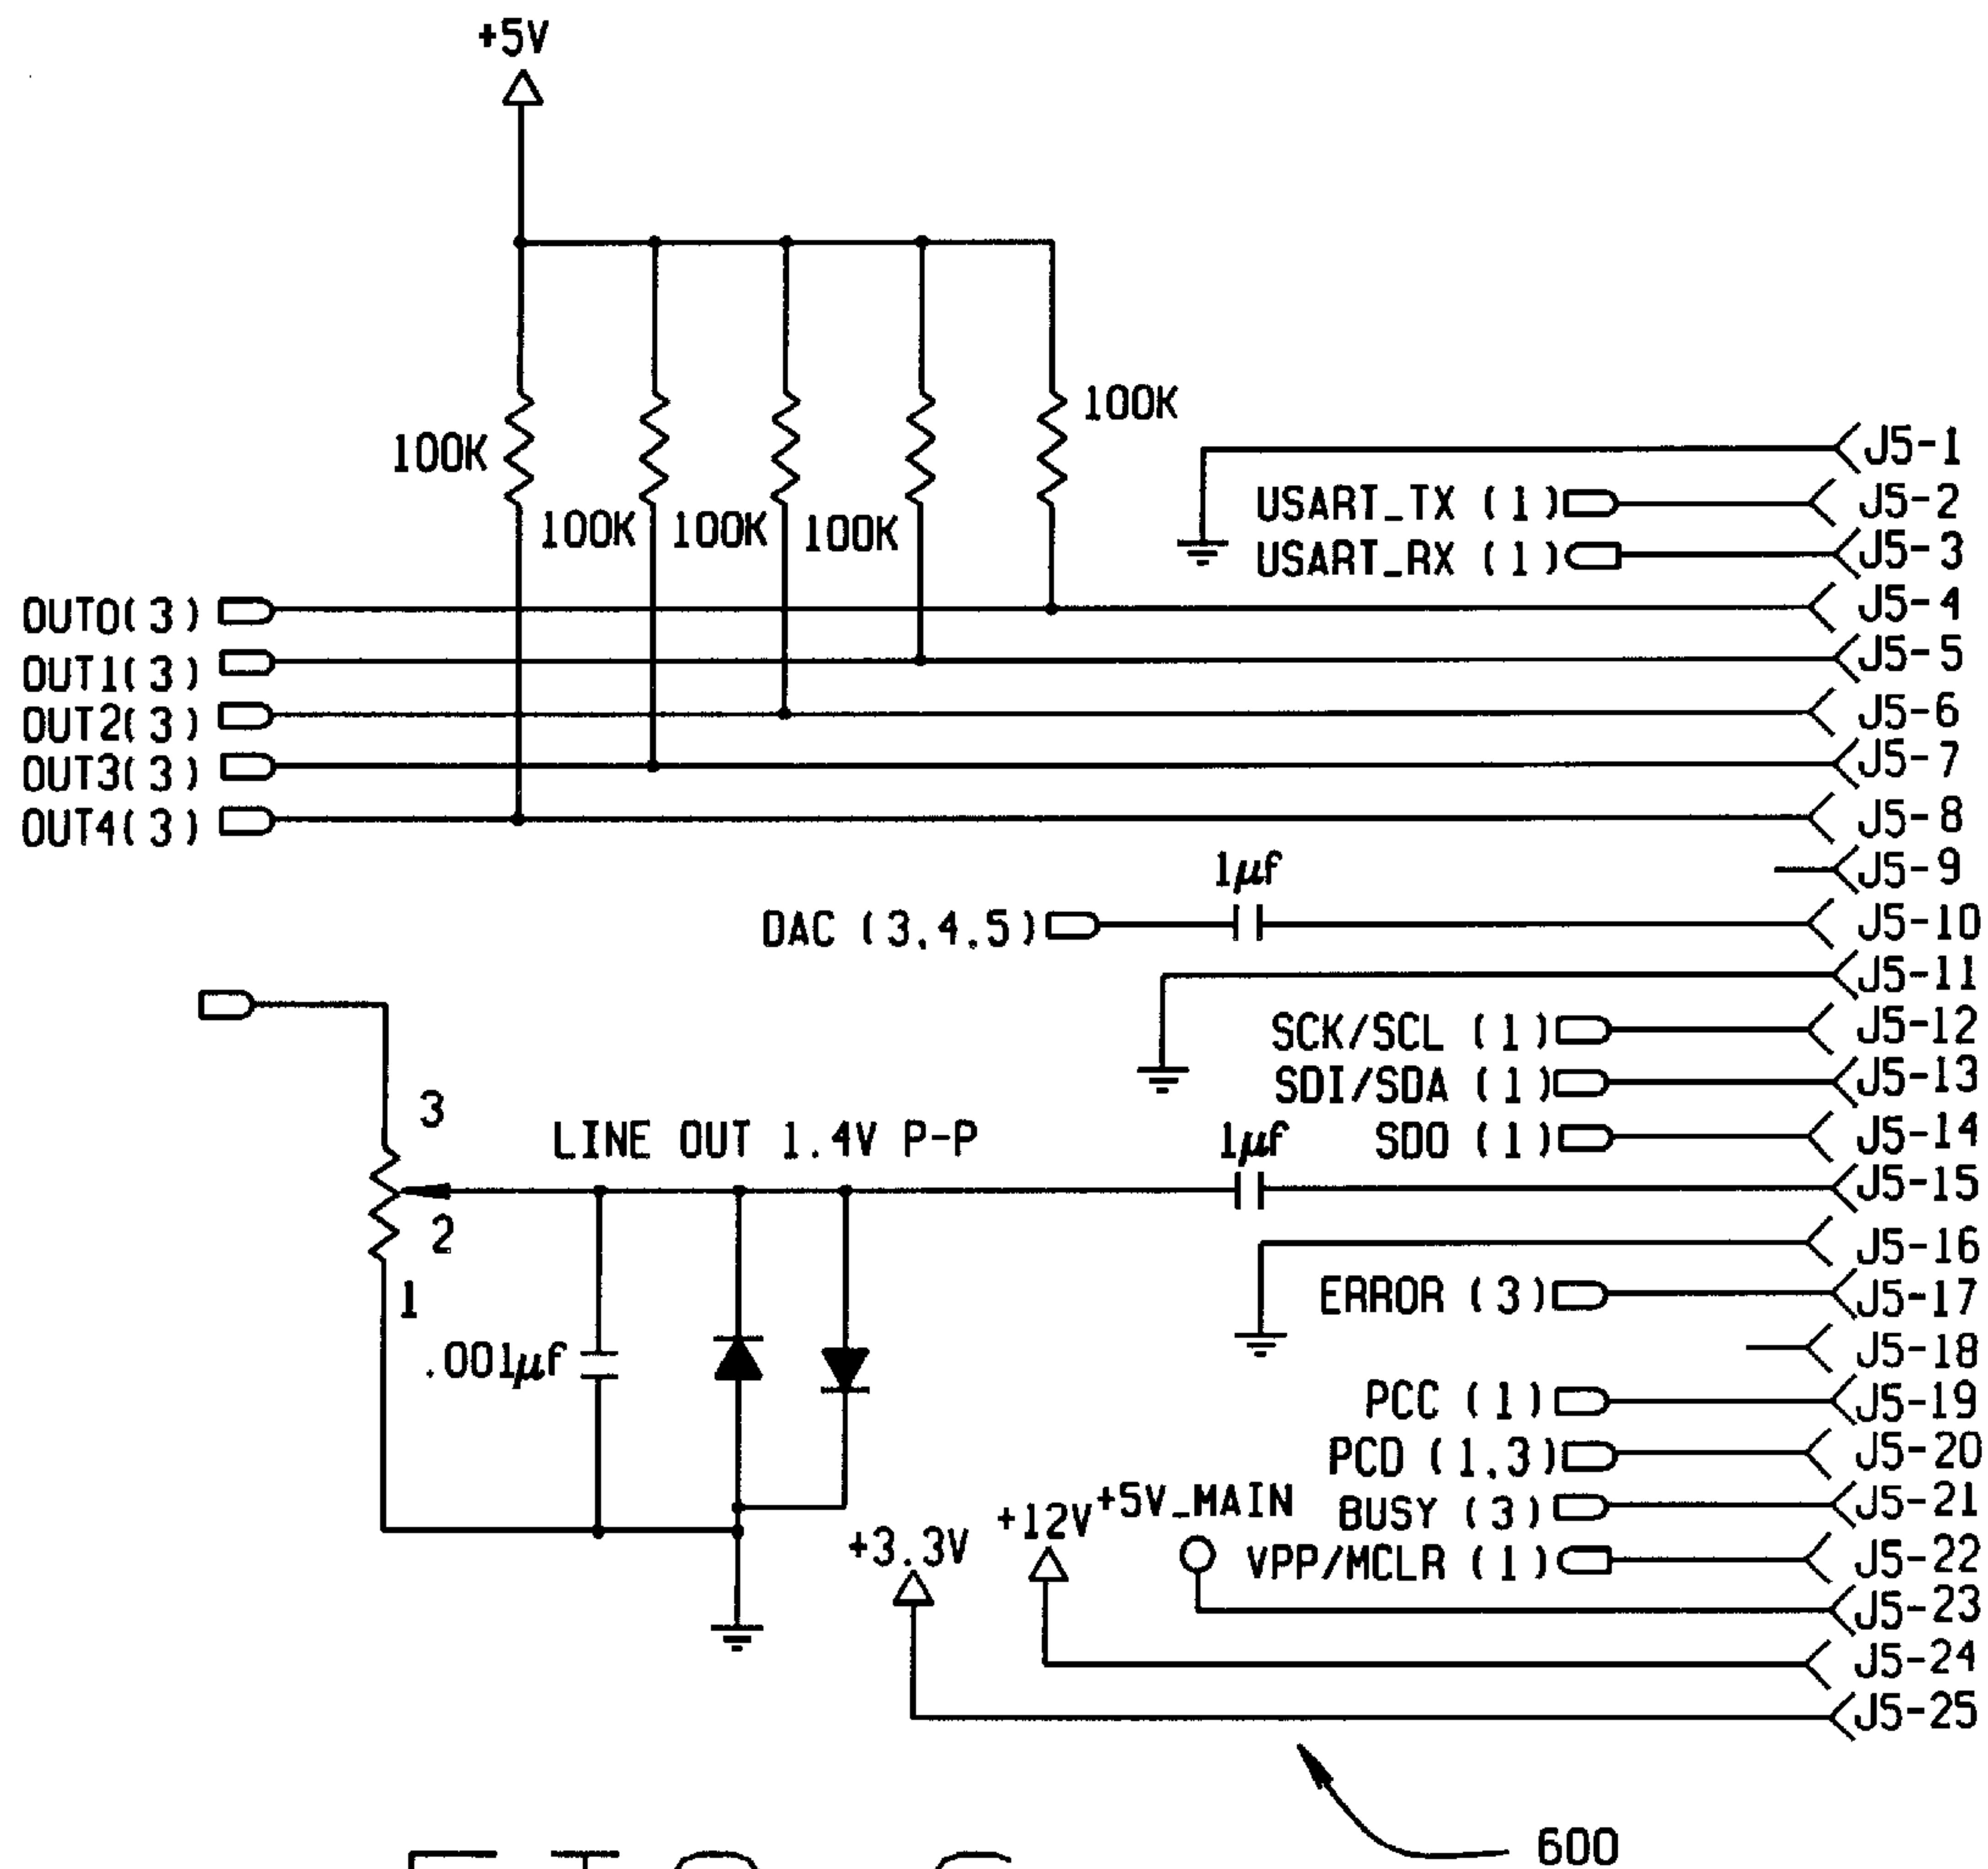 +5V
100K
100K
100K 100K 100K
J5-1
USART_TX (1) J5-2
USART_RX (1) J5-3
OUT0(3) J5-4
OUT1(3) J5-5
OUT2(3) J5-6
OUT3(3) J5-7
OUT4(3) J5-8
J5-9
1µf
DAC (3,4,5) J5-10
J5-11
SCK/SCL (1) J5-12
SDI/SDA (1) J5-13
3
LINE OUT 1.4V P-P
1µf
SDO (1) J5-14
J5-15
2
J5-16
1
ERROR (3) J5-17
.001µf
J5-18
PCC (1) J5-19
PCD (1,3) J5-20
+5V_MAIN
BUSY (3) J5-21
+12V
+3.3V
VPP/MCLR (1) J5-22
J5-23
J5-24
J5-25
600